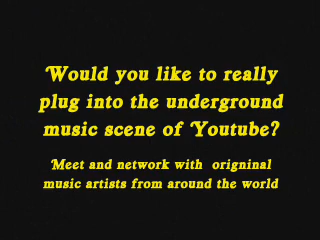 Would you like to really
plug into the underground
music scene of Youtube?
Meet and network with origninal
music artists from around the world